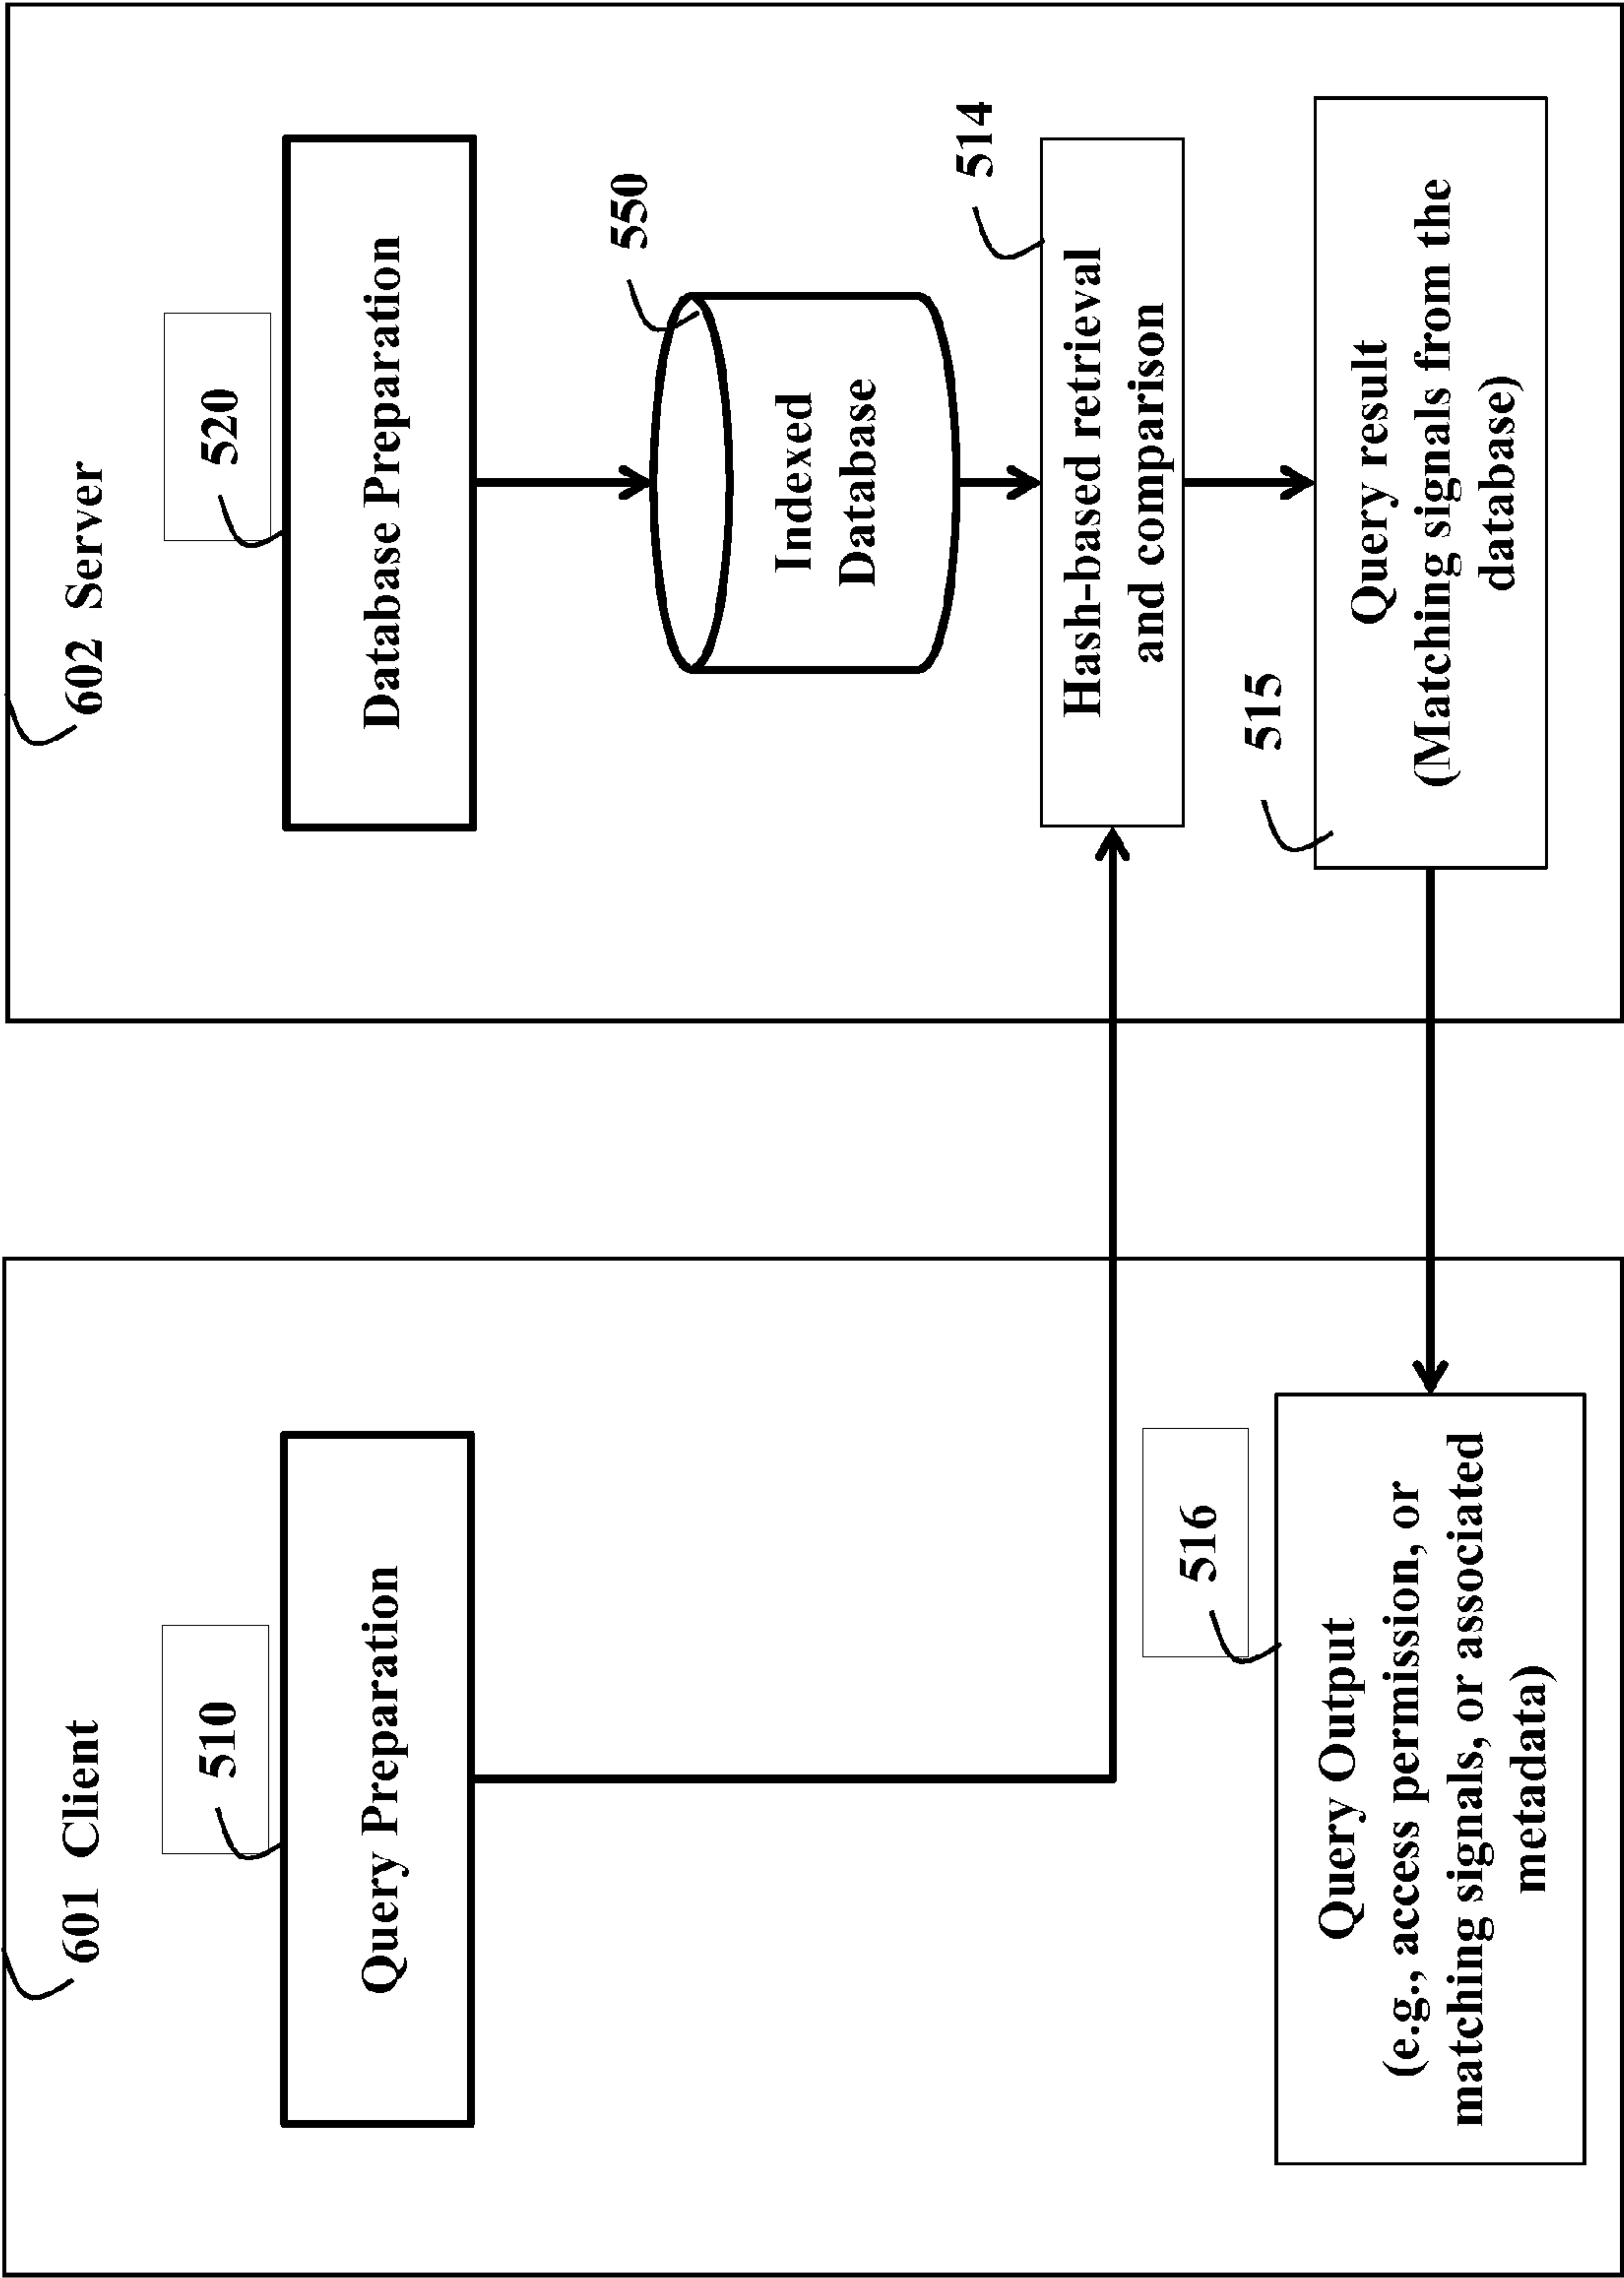 601 Client
510
Query Preparation
516
Query Output
(e.g., access permission, or
matching signals, or associated
metadata)
602 Server
520
Database Preparation
550
Indexed
Database
514
Hash-based retrieval
and comparison
515
Query result
(Matching signals from the
database)